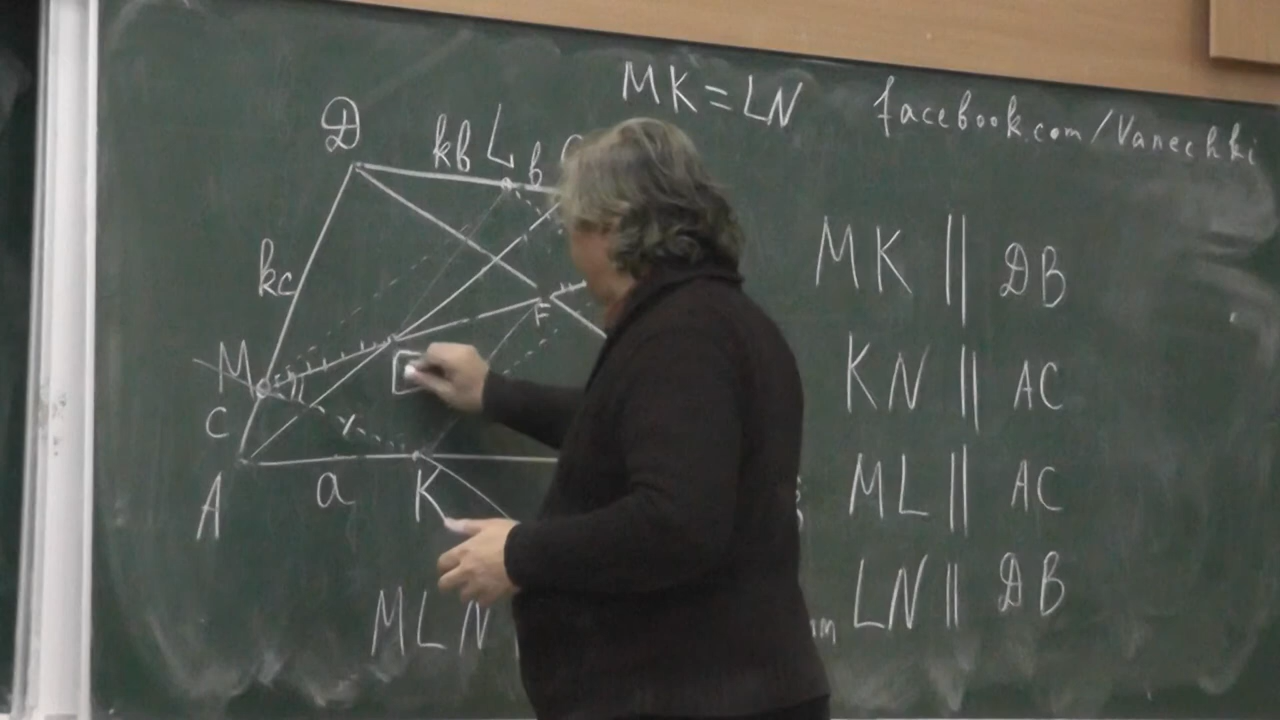 MK = LN
facebook.com/Vanechki
D
kb
L
b
kc
MK || DB
M
F
E
C
KN || AC
A
a
K
ML || AC
MLN
LN || DB